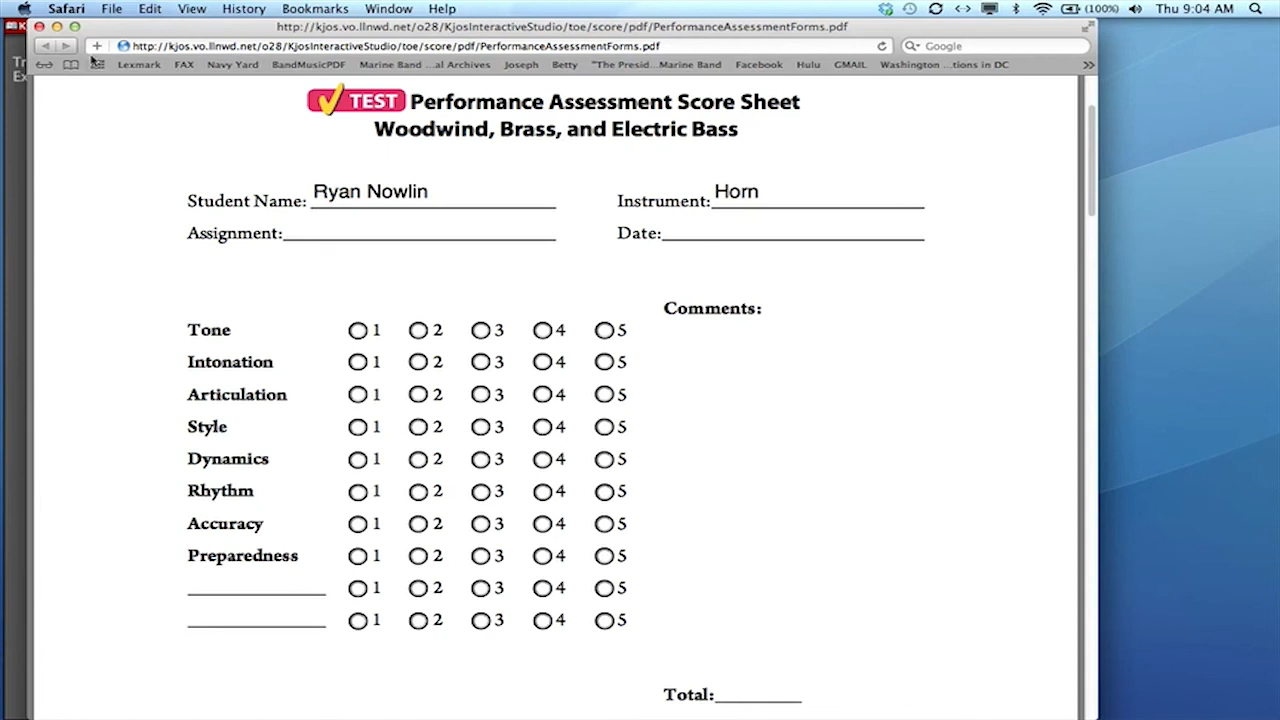 Safari File Edit View History Bookmarks Window Help (100%) Thu 9:04 AM
http://kjos.vo.llnwd.net/o28/KjosInteractiveStudio/toe/score/pdf/PerformanceAssessmentForms.pdf
http://kjos.vo.llnwd.net/o28/KjosInteractiveStudio/toe/score/pdf/PerformanceAssessmentForms.pdf Google
Lexmark FAX Navy Yard BandMusicPDF Marine Band ...al Archives Joseph Betty "The Presid...Marine Band Facebook Hulu GMAIL Washington ...tions in DC
TEST Performance Assessment Score Sheet
Woodwind, Brass, and Electric Bass
Student Name: Ryan Nowlin Instrument: Horn
Assignment: Date:
Comments:
Tone 1 2 3 4 5
Intonation 1 2 3 4 5
Articulation 1 2 3 4 5
Style 1 2 3 4 5
Dynamics 1 2 3 4 5
Rhythm 1 2 3 4 5
Accuracy 1 2 3 4 5
Preparedness 1 2 3 4 5
1 2 3 4 5
1 2 3 4 5
Total: